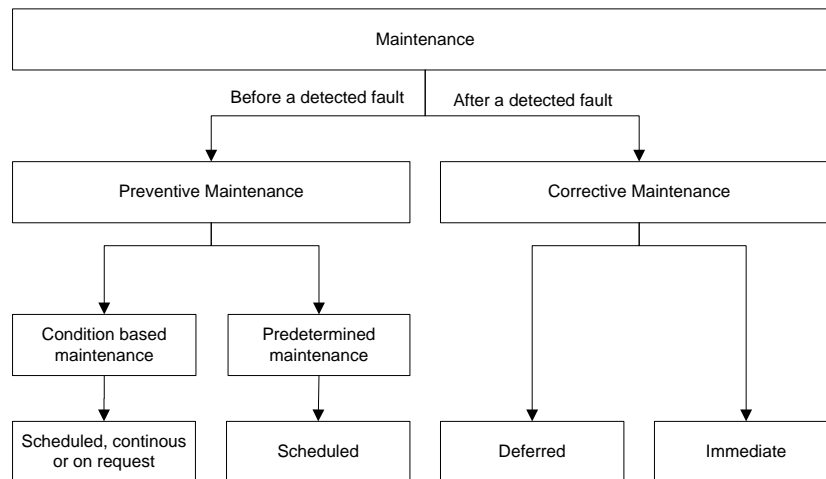 Maintenance
Before a detected fault
After a detected fault
Preventive Maintenance
Corrective Maintenance
Condition based
maintenance
Predetermined
maintenance
Scheduled, continous
or on request
Scheduled
Deferred
Immediate